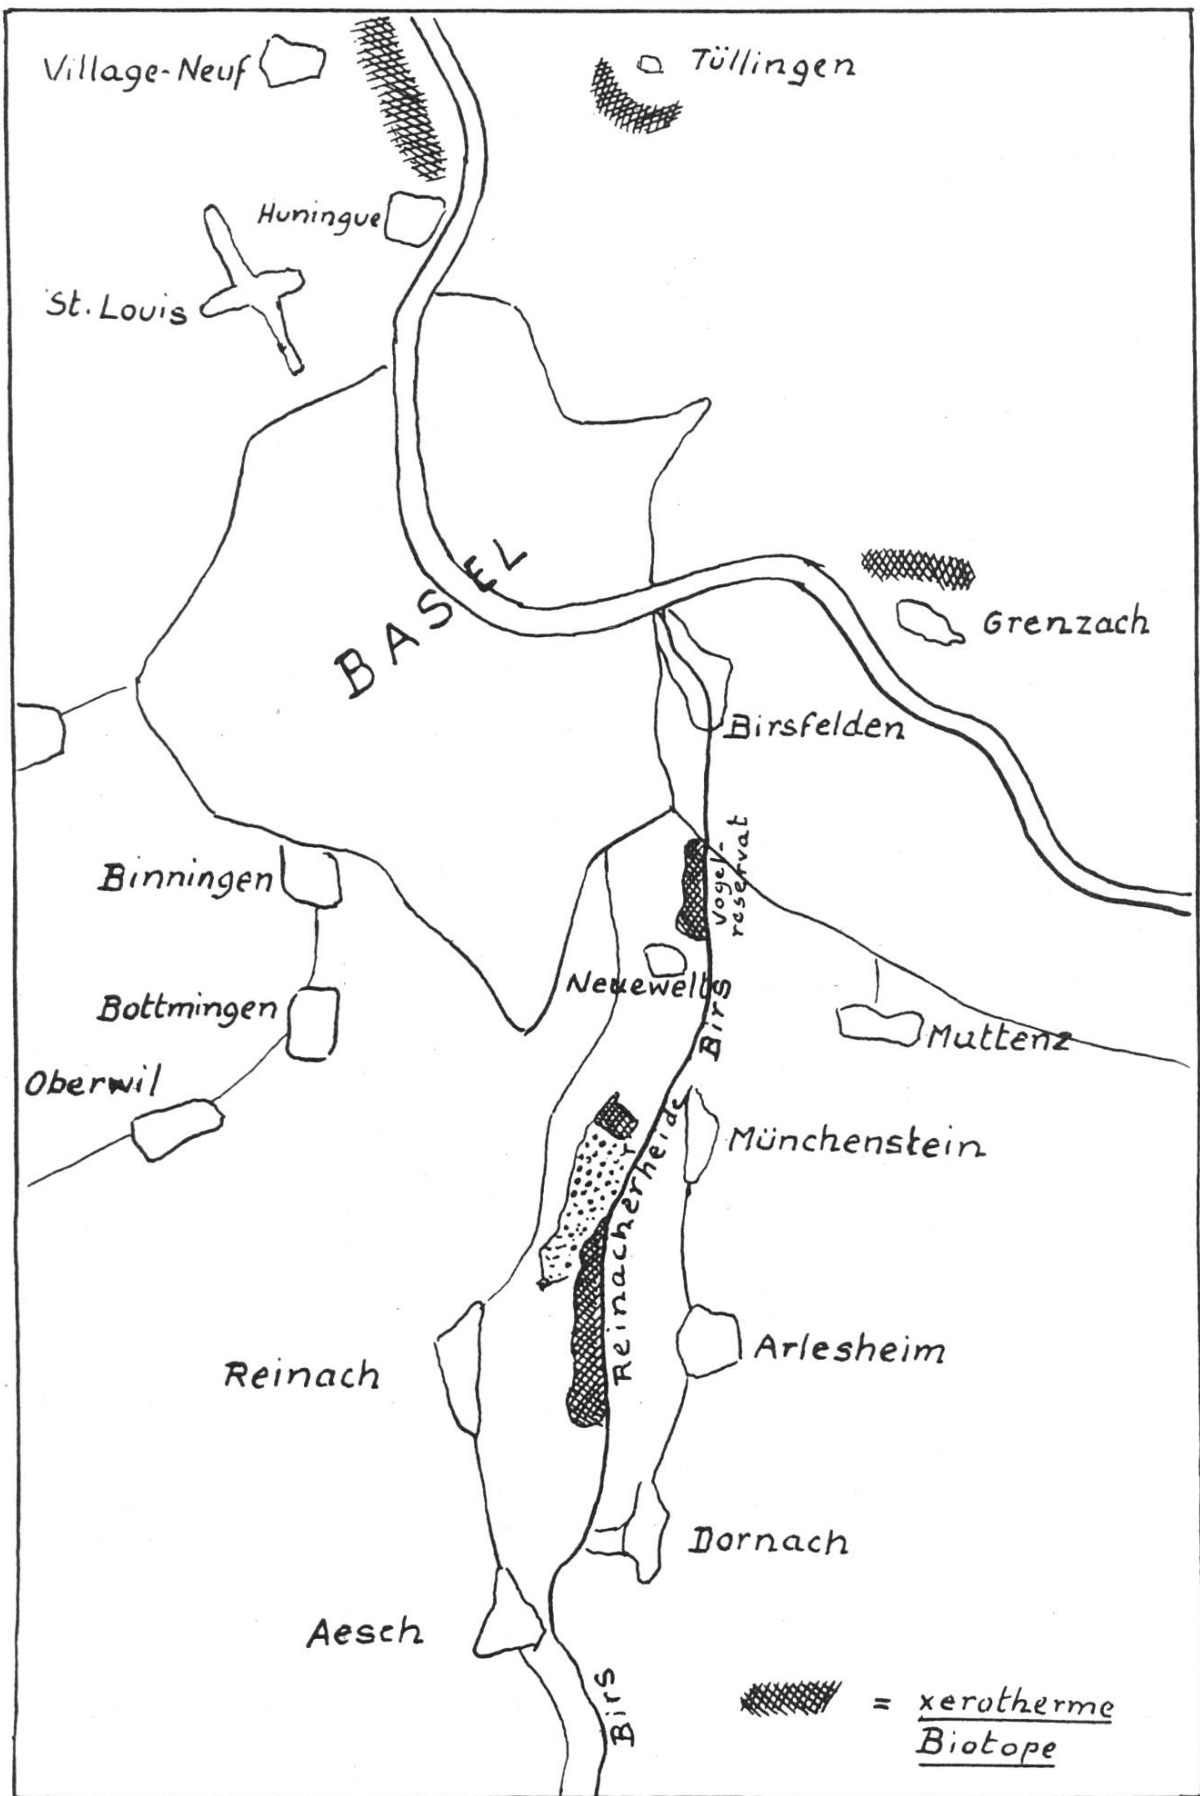 Village-Neuf
Tüllingen
Huningue
St. Louis
BASEL
Grenzach
Birsfelden
Vogel-
reservat
Binningen
Neuewelt
Bottmingen
Birs
Muttenz
Oberwil
Münchenstein
Reinacherheide
Reinach
Arlesheim
Dornach
Aesch
Birs
= xerotherme
Biotope